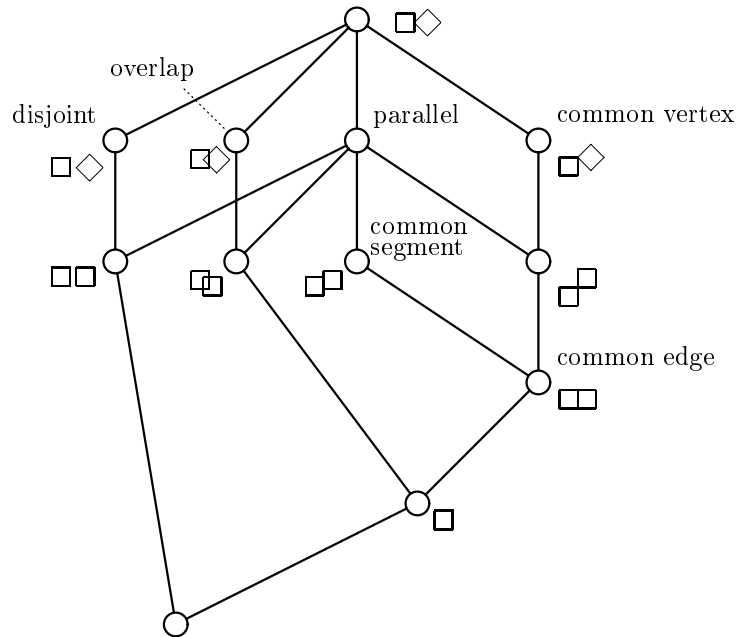 overlap
disjoint
parallel
common vertex
common
segment
common edge